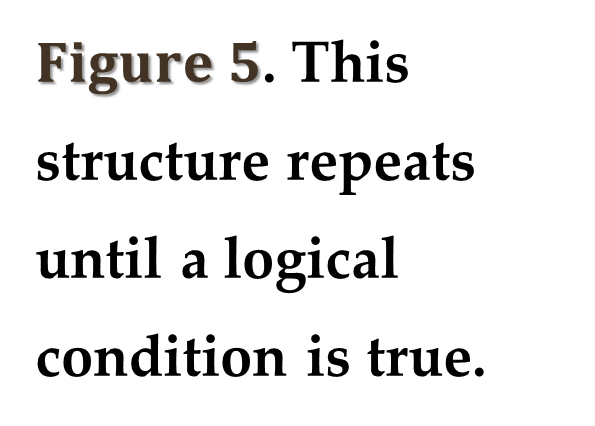 Figure 5. This
structure repeats
until a logical
condition is true.